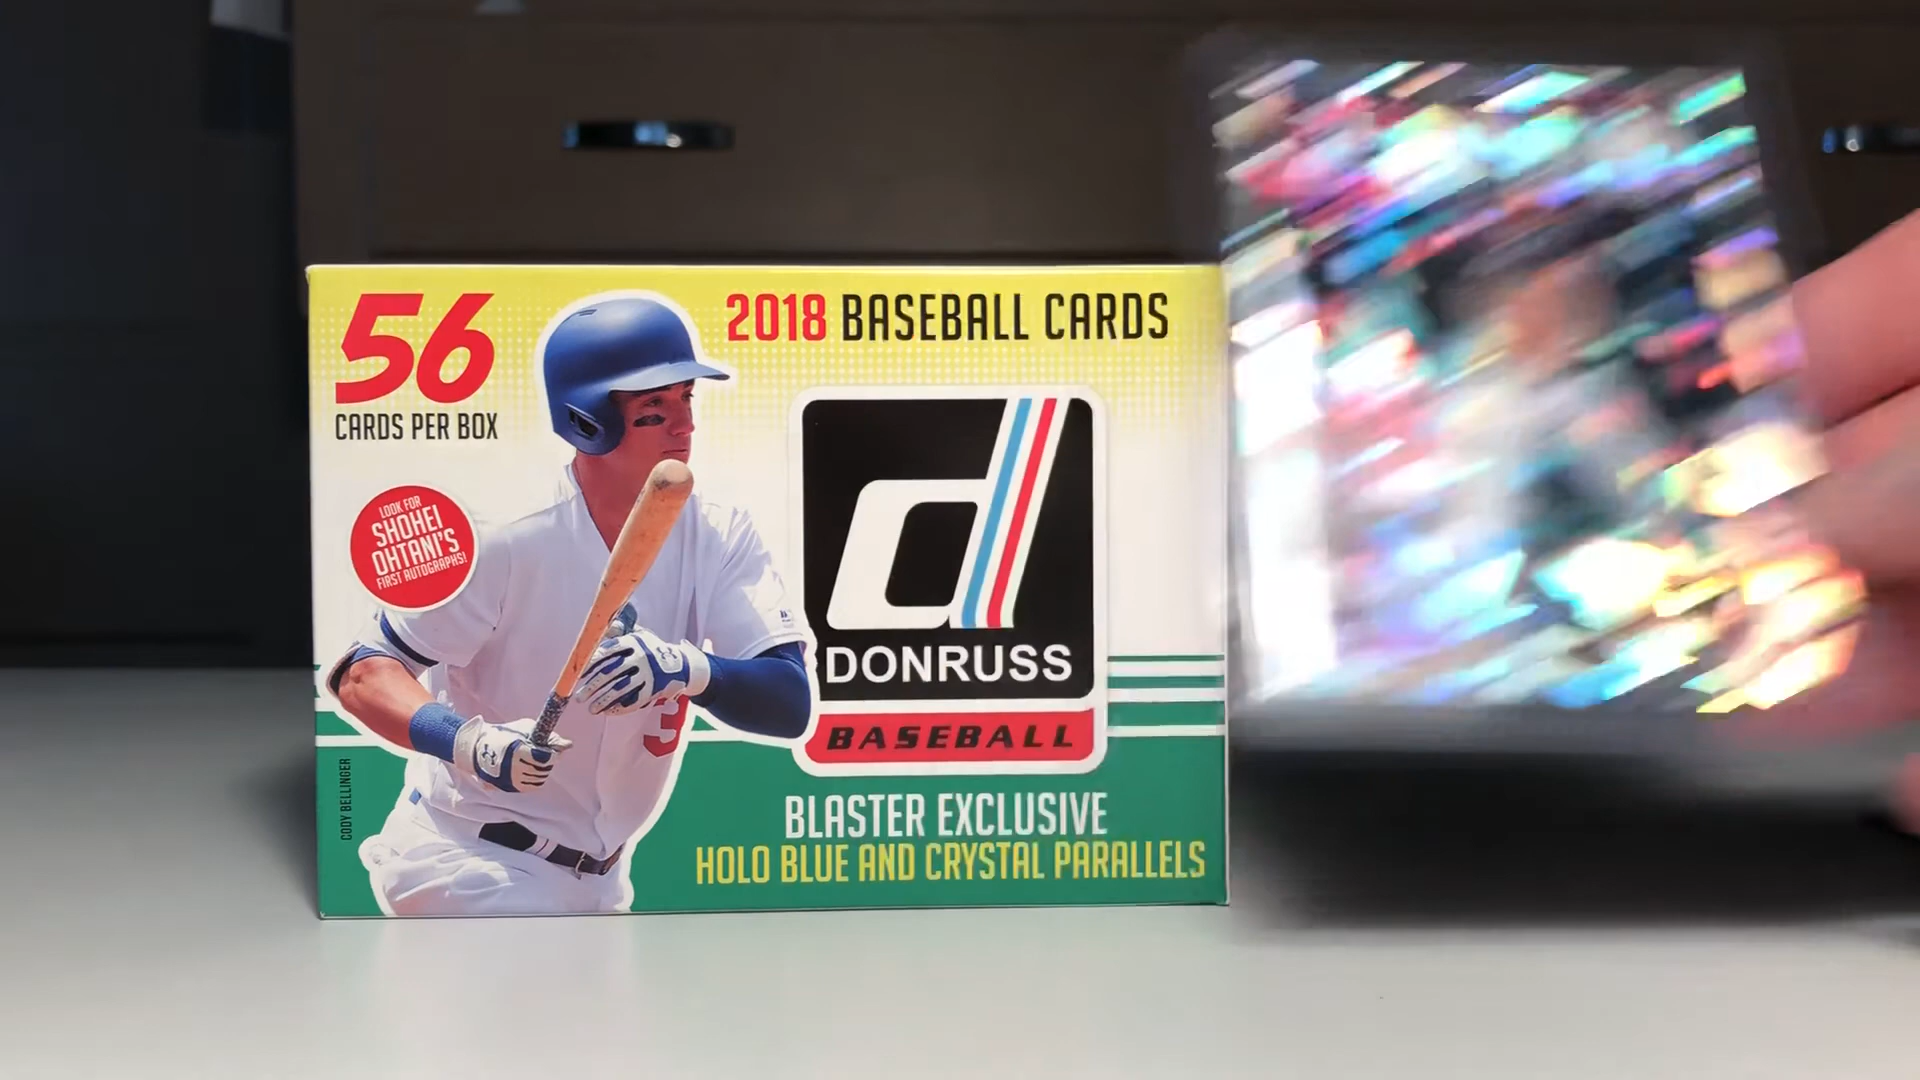 56
CARDS PER BOX
2018 BASEBALL CARDS
LOOK FOR
SHOHEI
OHTANI'S
FIRST AUTOGRAPHS!
d
DONRUSS
BASEBALL
3
CODY BELLINGER
BLASTER EXCLUSIVE
HOLO BLUE AND CRYSTAL PARALLELS